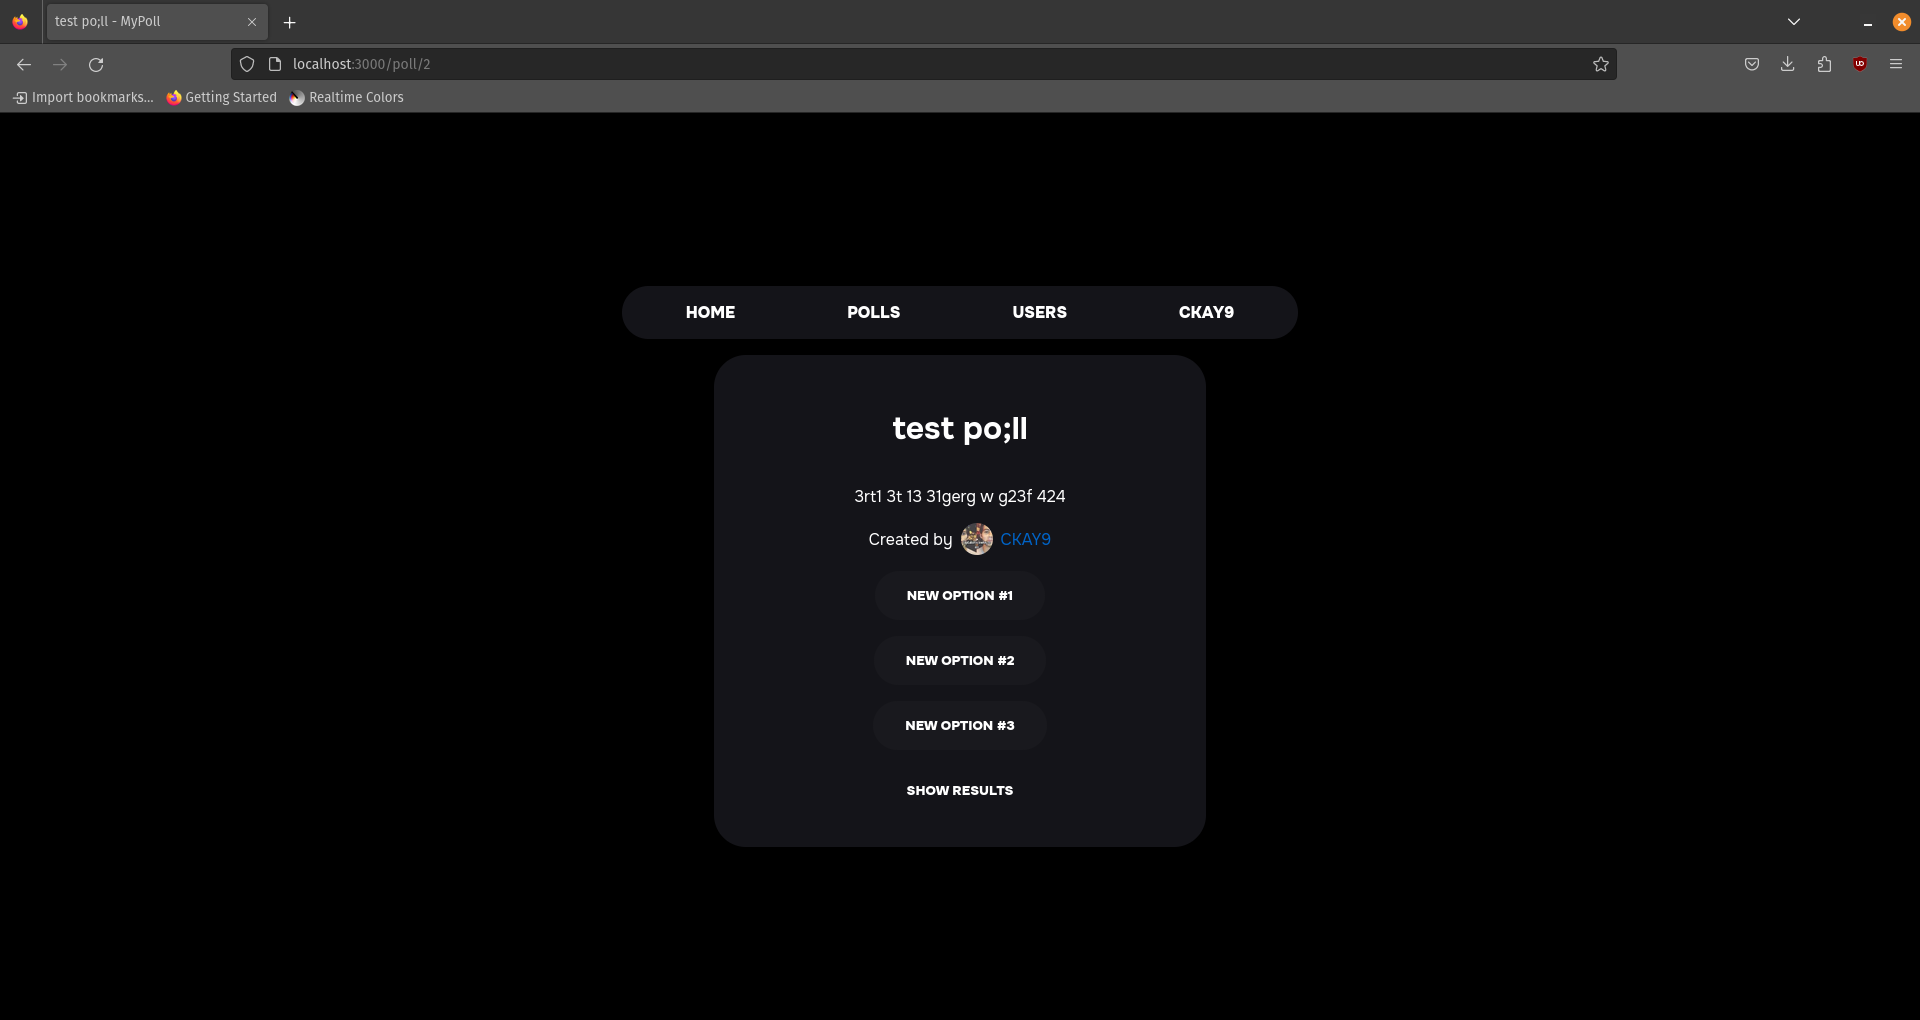 test po;ll - MyPoll
localhost:3000/poll/2
Import bookmarks... Getting Started Realtime Colors
HOME POLLS USERS CKAY9
test po;ll
3rt1 3t 13 31gerg w g23f 424
Created by CKAY9
NEW OPTION #1
NEW OPTION #2
NEW OPTION #3
SHOW RESULTS